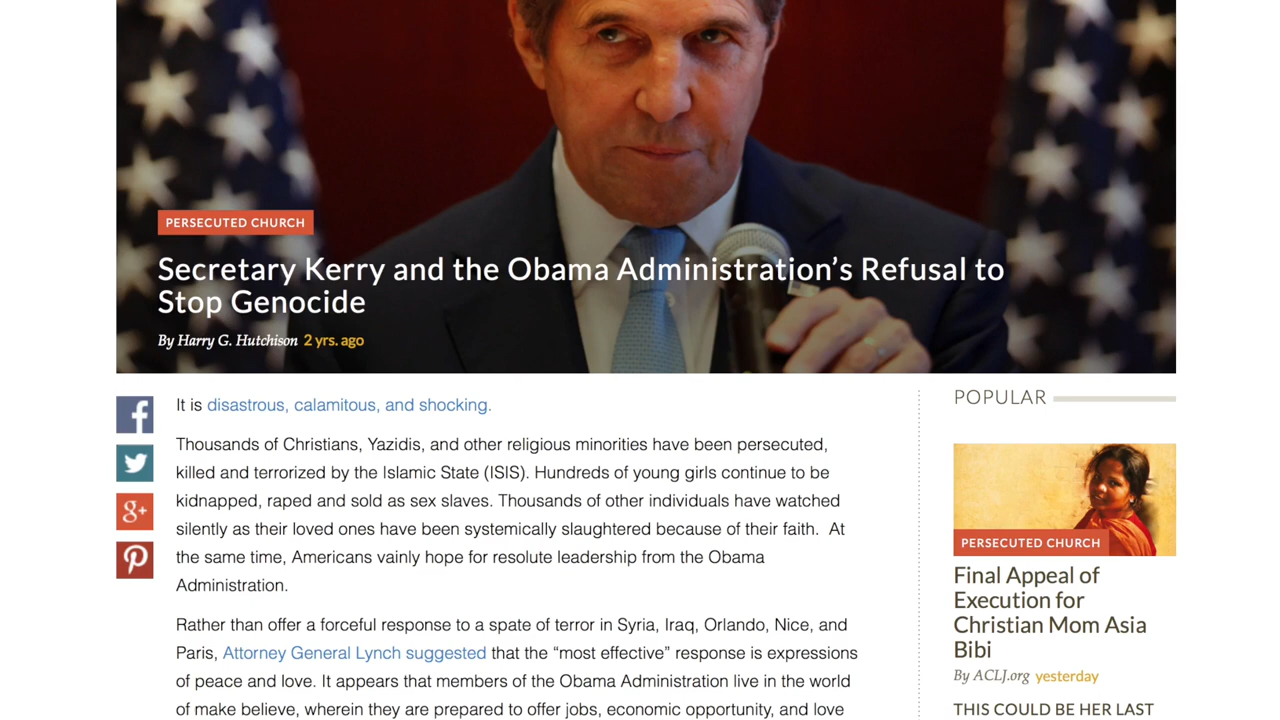 PERSECUTED CHURCH
Secretary Kerry and the Obama Administration’s Refusal to
Stop Genocide
By Harry G. Hutchison 2 yrs. ago
It is disastrous, calamitous, and shocking.
Thousands of Christians, Yazidis, and other religious minorities have been persecuted,
killed and terrorized by the Islamic State (ISIS). Hundreds of young girls continue to be
kidnapped, raped and sold as sex slaves. Thousands of other individuals have watched
silently as their loved ones have been systemically slaughtered because of their faith. At
the same time, Americans vainly hope for resolute leadership from the Obama
Administration.
Rather than offer a forceful response to a spate of terror in Syria, Iraq, Orlando, Nice, and
Paris, Attorney General Lynch suggested that the “most effective” response is expressions
of peace and love. It appears that members of the Obama Administration live in the world
of make believe, wherein they are prepared to offer jobs, economic opportunity, and love
POPULAR
PERSECUTED CHURCH
Final Appeal of
Execution for
Christian Mom Asia
Bibi
By ACLJ.org yesterday
THIS COULD BE HER LAST